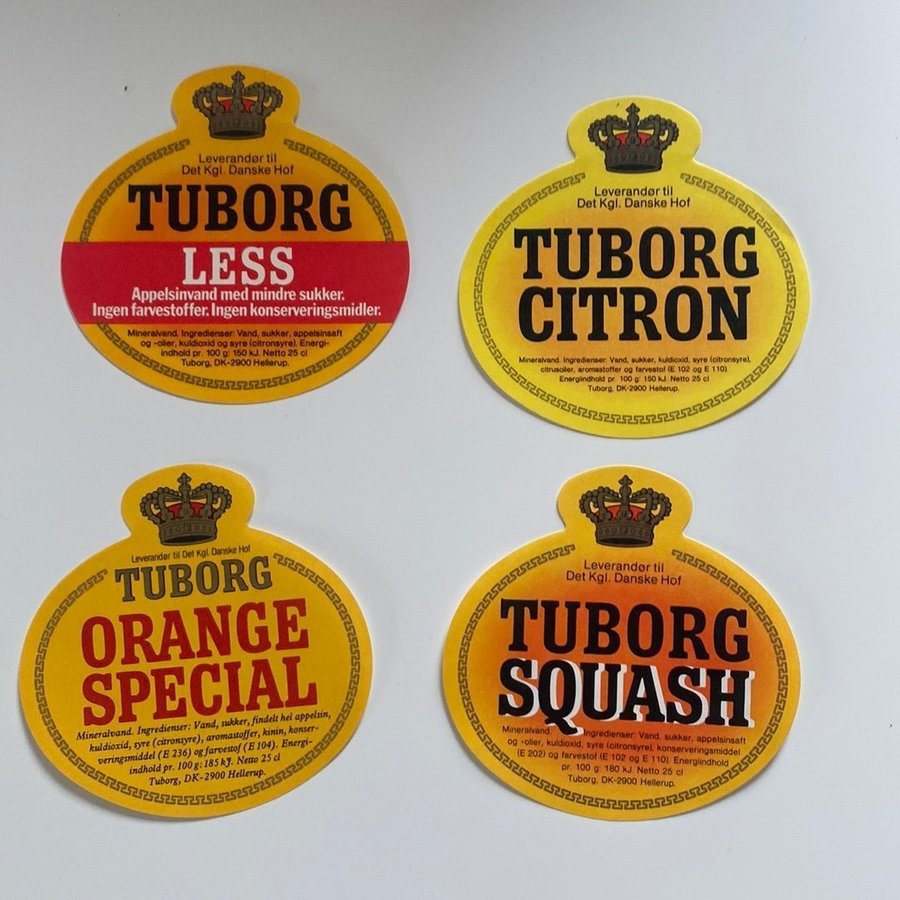 Leverandør til
Det Kgl. Danske Hof
TUBORG
LESS
Appelsinvand med mindre sukker.
Ingen farvestoffer. Ingen konserveringsmidler.
Mineralvand. Ingredienser: Vand, sukker, appelsinsaft
og -olier, kuldioxid og syre (citronsyre). Energi-
indhold pr. 100 g: 150 kJ. Netto 25 cl
Tuborg, DK-2900 Hellerup.
Leverandør til
Det Kgl. Danske Hof
TUBORG
CITRON
Mineralvand. Ingredienser: Vand, sukker, kuldioxid, syre (citronsyre),
citrusolier, aromastoffer og farvestof (E 102 og E 110).
Energiindhold pr. 100 g: 150 kJ. Netto 25 cl
Tuborg, DK-2900 Hellerup.
Leverandør til Det Kgl. Danske Hof
TUBORG
ORANGE
SPECIAL
Mineralvand. Ingredienser: Vand, sukker, findelt hel appelsin,
kuldioxid, syre (citronsyre), aromastoffer, kinin, konser-
veringsmiddel (E 236) og farvestof (E 104). Energi-
indhold pr. 100 g: 185 kJ. Netto 25 cl
Tuborg, DK-2900 Hellerup.
Leverandør til
Det Kgl. Danske Hof
TUBORG
SQUASH
Mineralvand. Ingredienser: Vand, sukker, appelsinsaft
og -olier, kuldioxid, syre (citronsyre), konserveringsmiddel
(E 202) og farvestof (E 102 og E 110). Energiindhold
pr. 100 g: 180 kJ. Netto 25 cl
Tuborg, DK-2900 Hellerup.